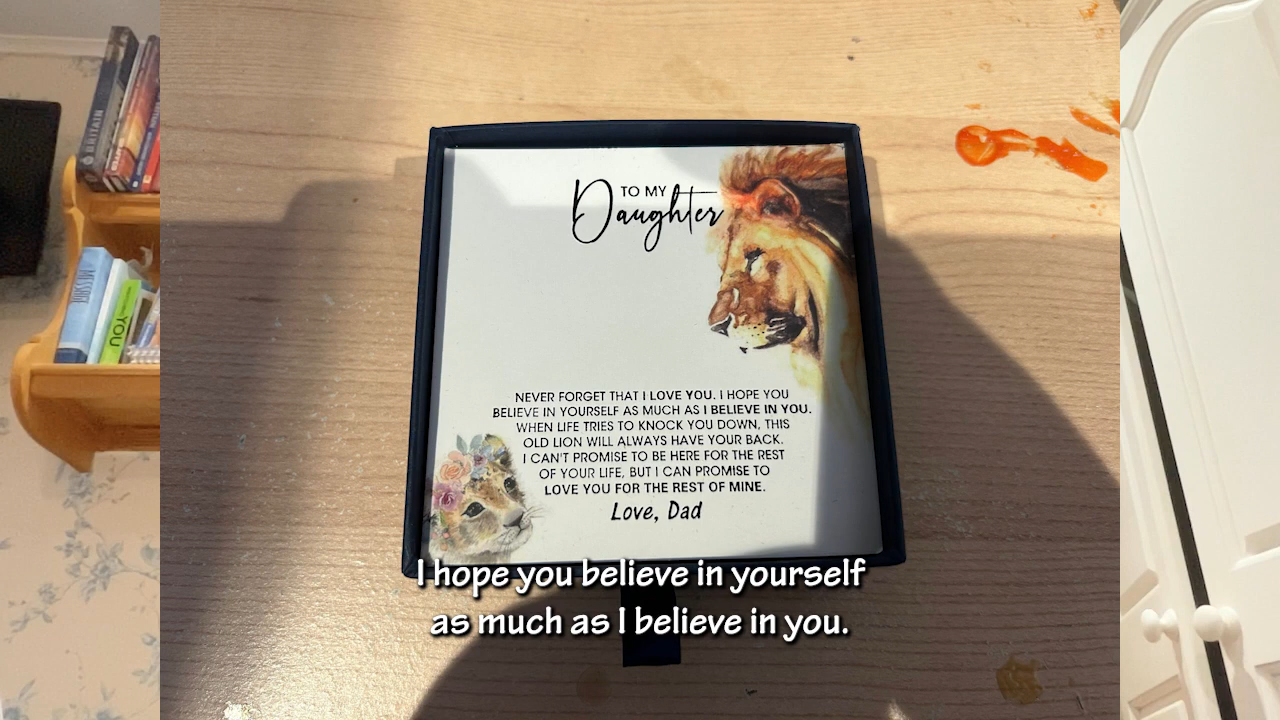 BRITAIN
MESSAGE
YOU
TO MY
Daughter
NEVER FORGET THAT I LOVE YOU. I HOPE YOU
BELIEVE IN YOURSELF AS MUCH AS I BELIEVE IN YOU.
WHEN LIFE TRIES TO KNOCK YOU DOWN, THIS
OLD LION WILL ALWAYS HAVE YOUR BACK.
I CAN'T PROMISE TO BE HERE FOR THE REST
OF YOUR LIFE, BUT I CAN PROMISE TO
LOVE YOU FOR THE REST OF MINE.
Love, Dad
I hope you believe in yourself
as much as I believe in you.